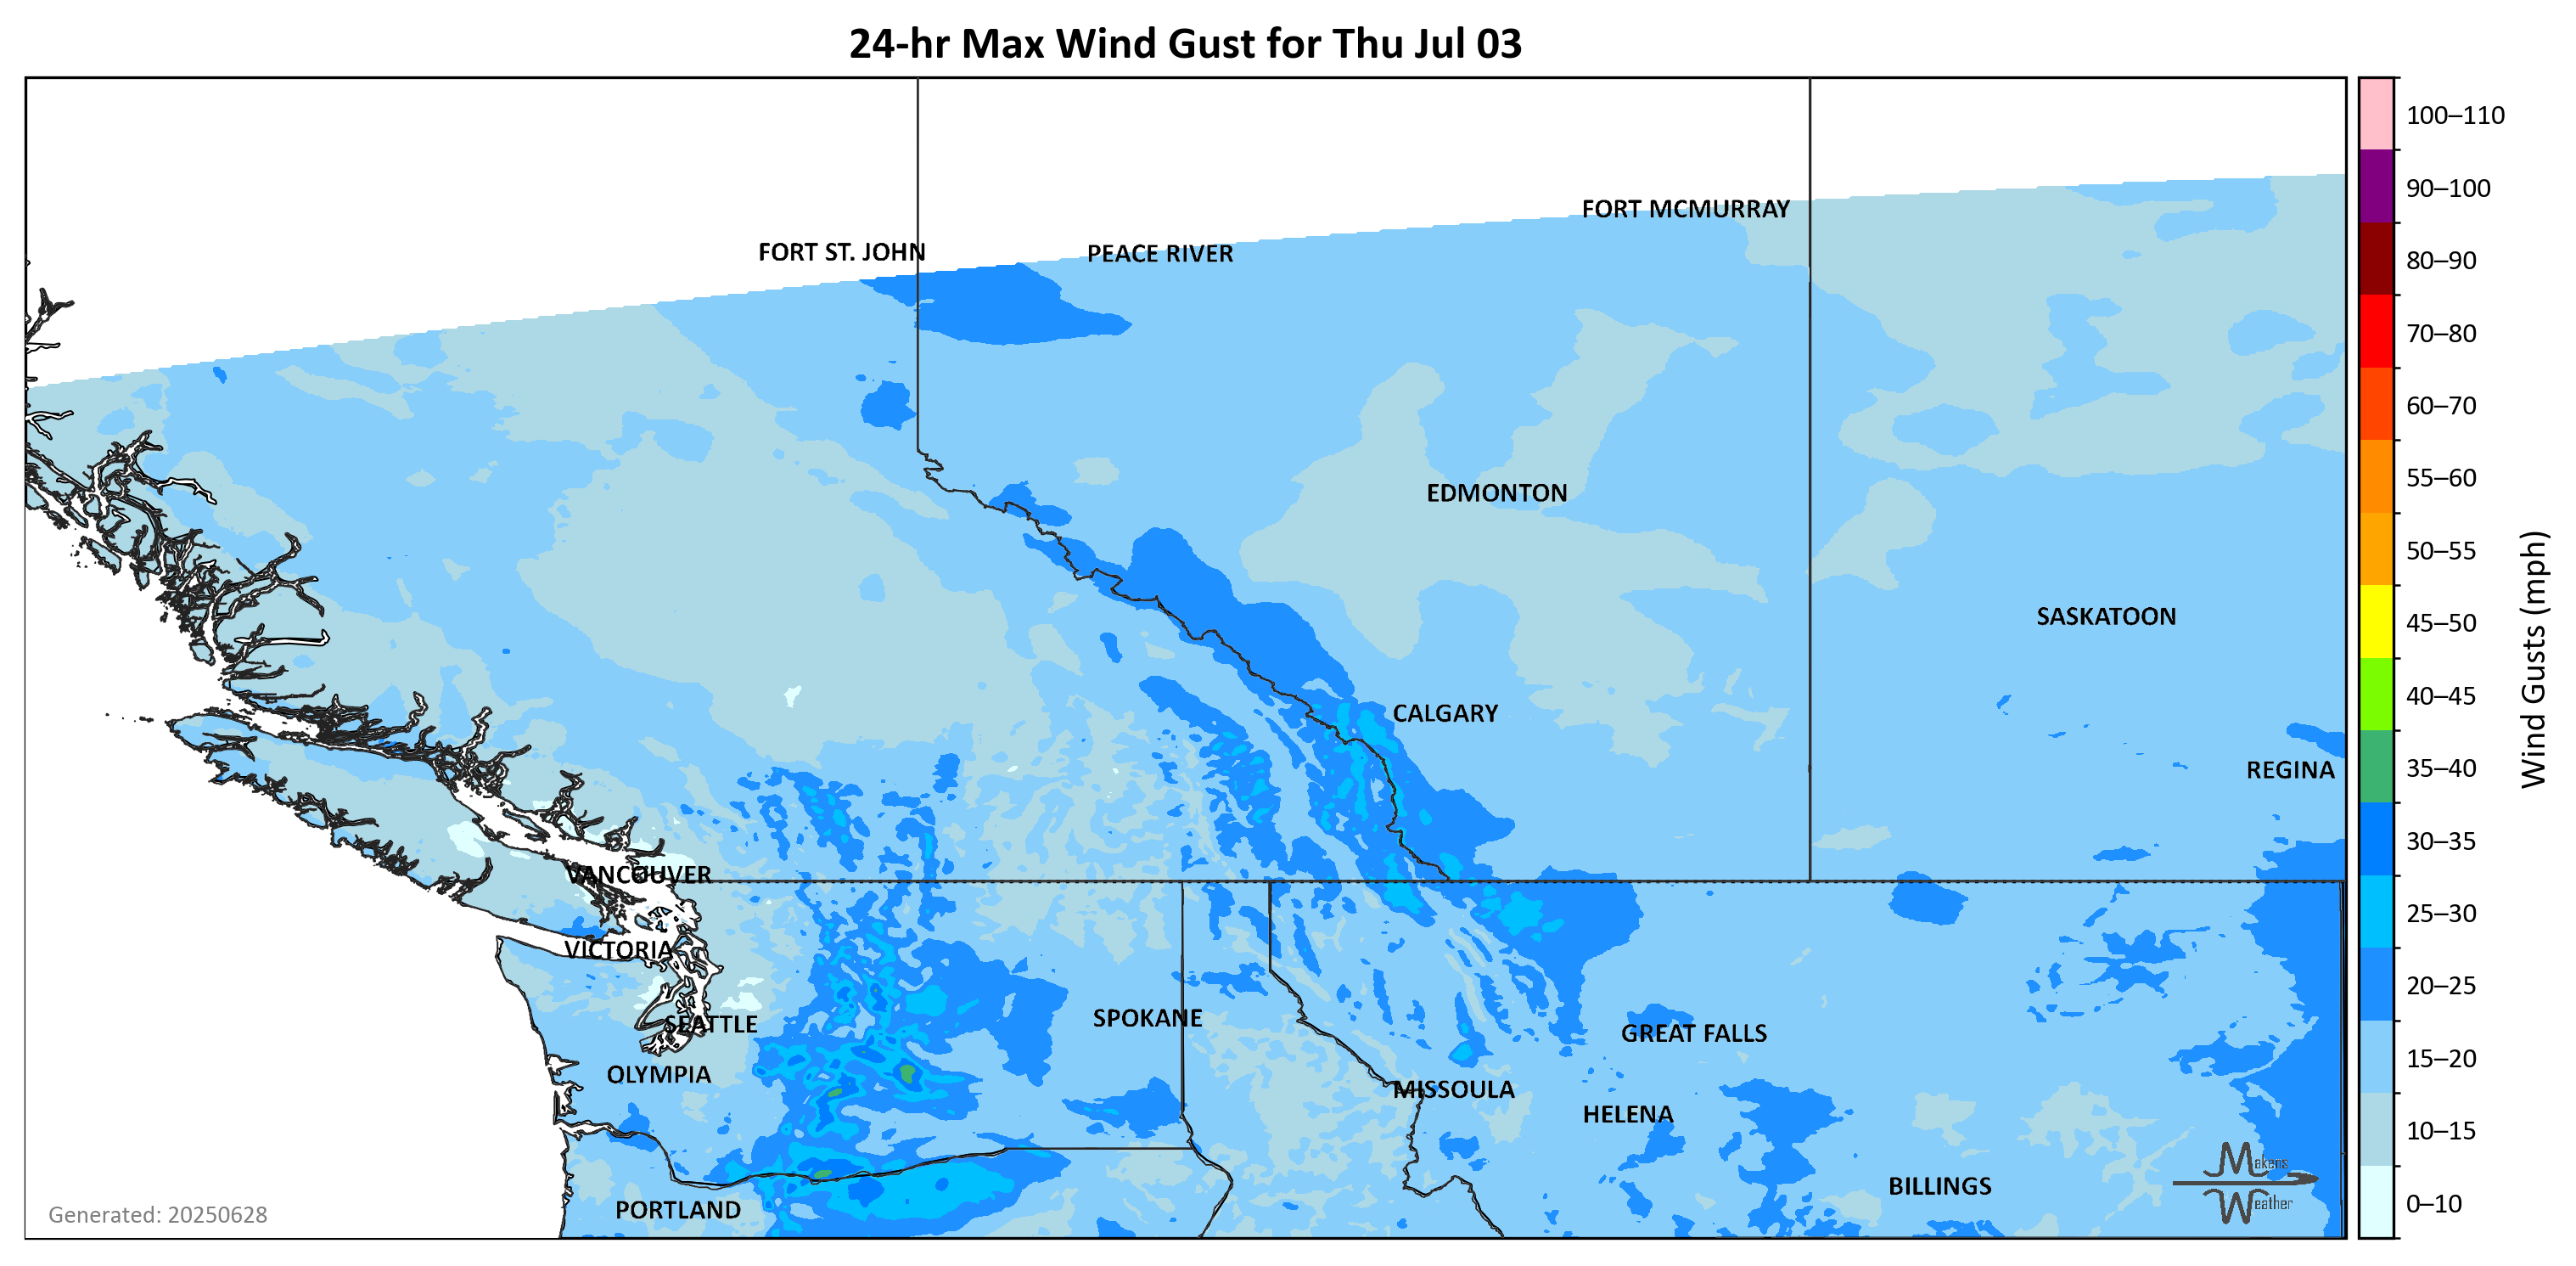 24-hr Max Wind Gust for Thu Jul 03
FORT MCMURRAY
FORT ST. JOHN
PEACE RIVER
EDMONTON
SASKATOON
CALGARY
REGINA
VANCOUVER
VICTORIA
SEATTLE
SPOKANE
GREAT FALLS
OLYMPIA
MISSOULA
HELENA
BILLINGS
PORTLAND
Makens
Weather
Generated: 20250628
100–110
90–100
80–90
70–80
60–70
55–60
50–55
45–50
40–45
35–40
30–35
25–30
20–25
15–20
10–15
0–10
Wind Gusts (mph)